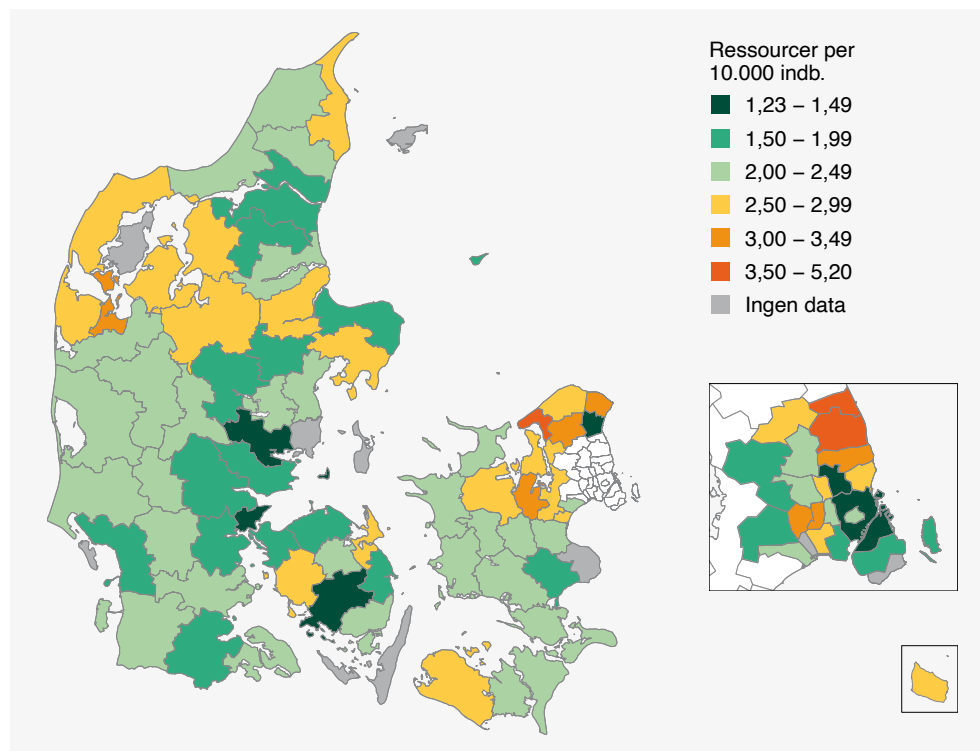 Ressourcer per
10.000 indb.
1,23 – 1,49
1,50 – 1,99
2,00 – 2,49
2,50 – 2,99
3,00 – 3,49
3,50 – 5,20
Ingen data